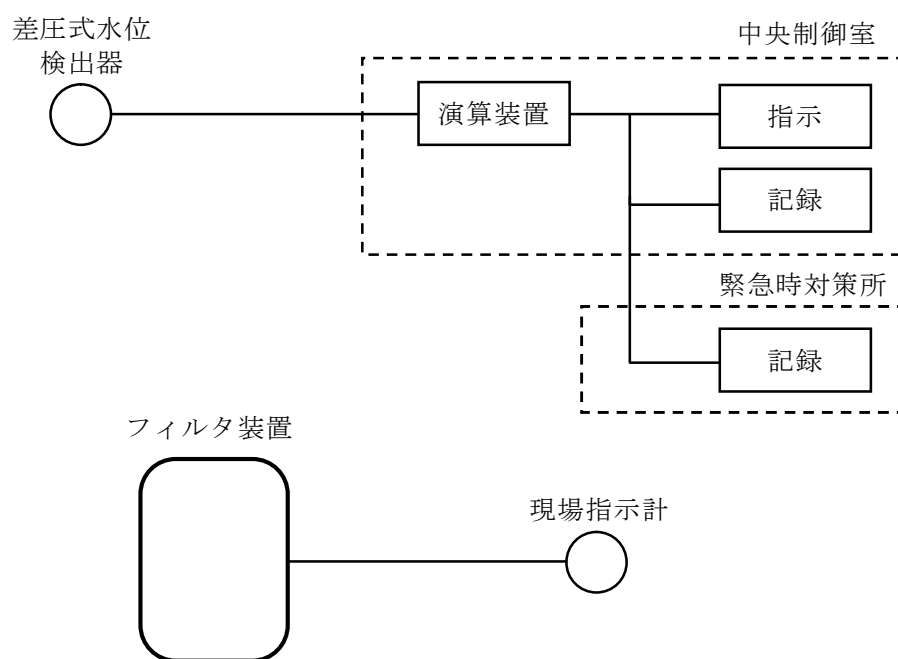 差圧式水位
検出器
中央制御室
演算装置
指示
記録
緊急時対策所
記録
フィルタ装置
現場指示計